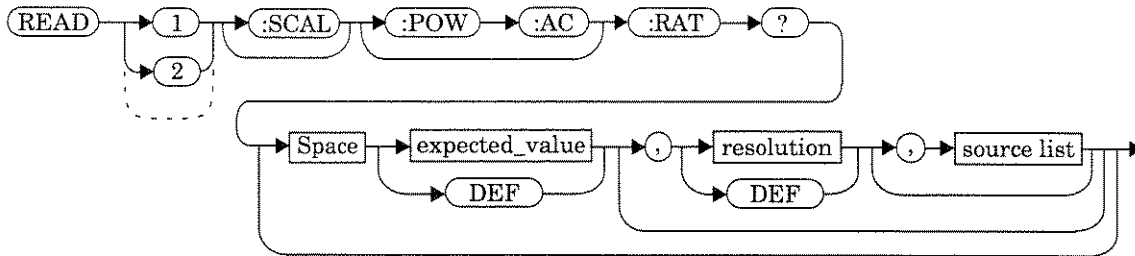 READ 1 :SCAL :POW :AC :RAT ?
2
Space expected_value , resolution , source list
DEF DEF